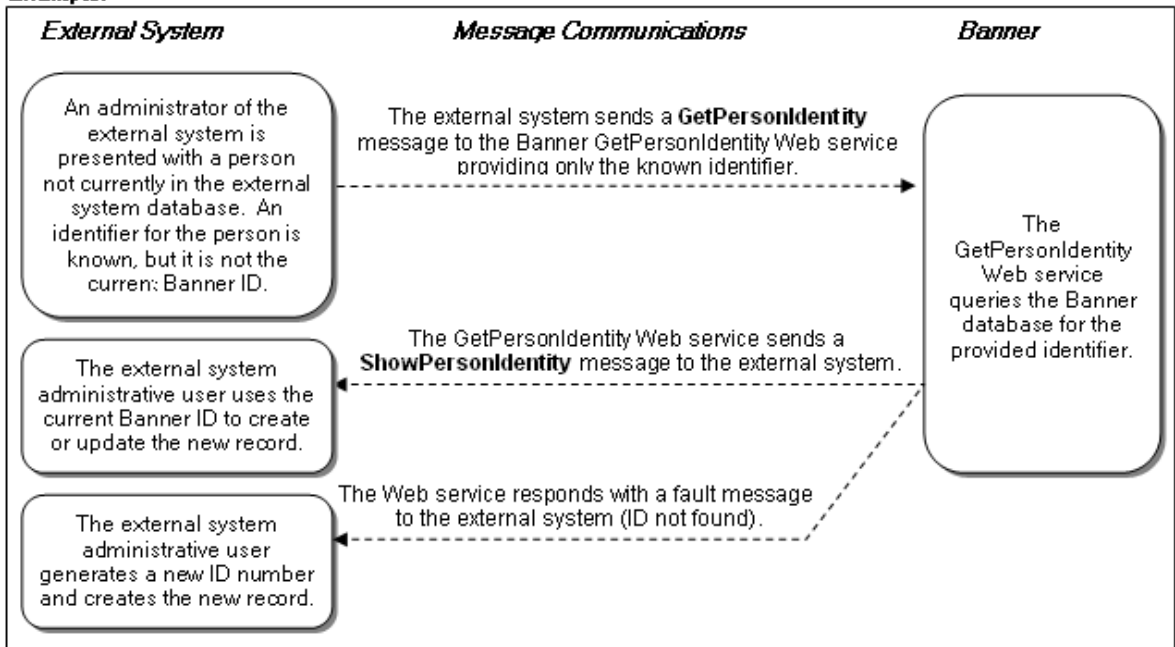 External System
Message Communications
Banner
An administrator of the
external system is
presented with a person
not currently in the external
system database. An
identifier for the person is
known, but it is not the
current Banner ID.
The external system sends a GetPersonIdentity
message to the Banner GetPersonIdentity Web service
providing only the known identifier.
The
GetPersonIdentity
Web service
queries the Banner
database for the
provided identifier.
The GetPersonIdentity Web service sends a
ShowPersonIdentity message to the external system.
The external system
administrative user uses the
current Banner ID to create
or update the new record.
The Web service responds with a fault message
to the external system (ID not found).
The external system
administrative user
generates a new ID number
and creates the new record.